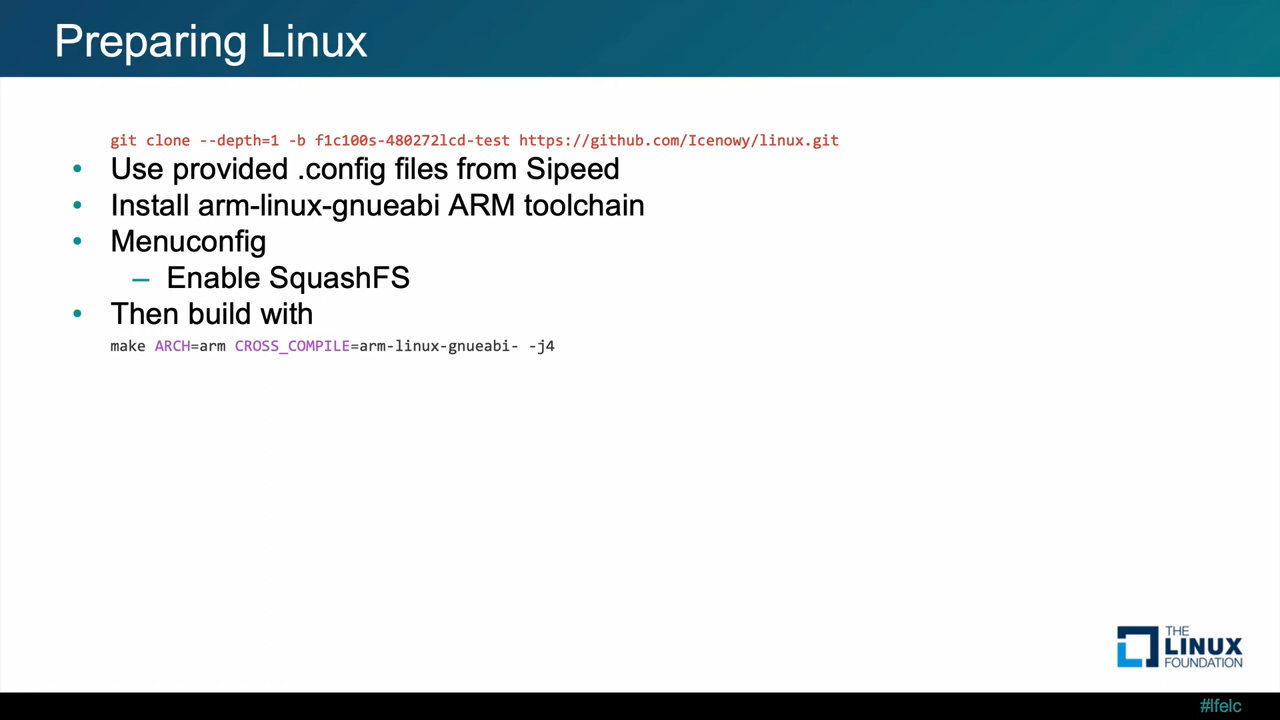 Preparing Linux
git clone --depth=1 -b f1c100s-480272lcd-test https://github.com/Icenowy/linux.git
• Use provided .config files from Sipeed
• Install arm-linux-gnueabi ARM toolchain
• Menuconfig
– Enable SquashFS
• Then build with
make ARCH=arm CROSS_COMPILE=arm-linux-gnueabi- -j4
THE
LINUX
FOUNDATION
#lfelc